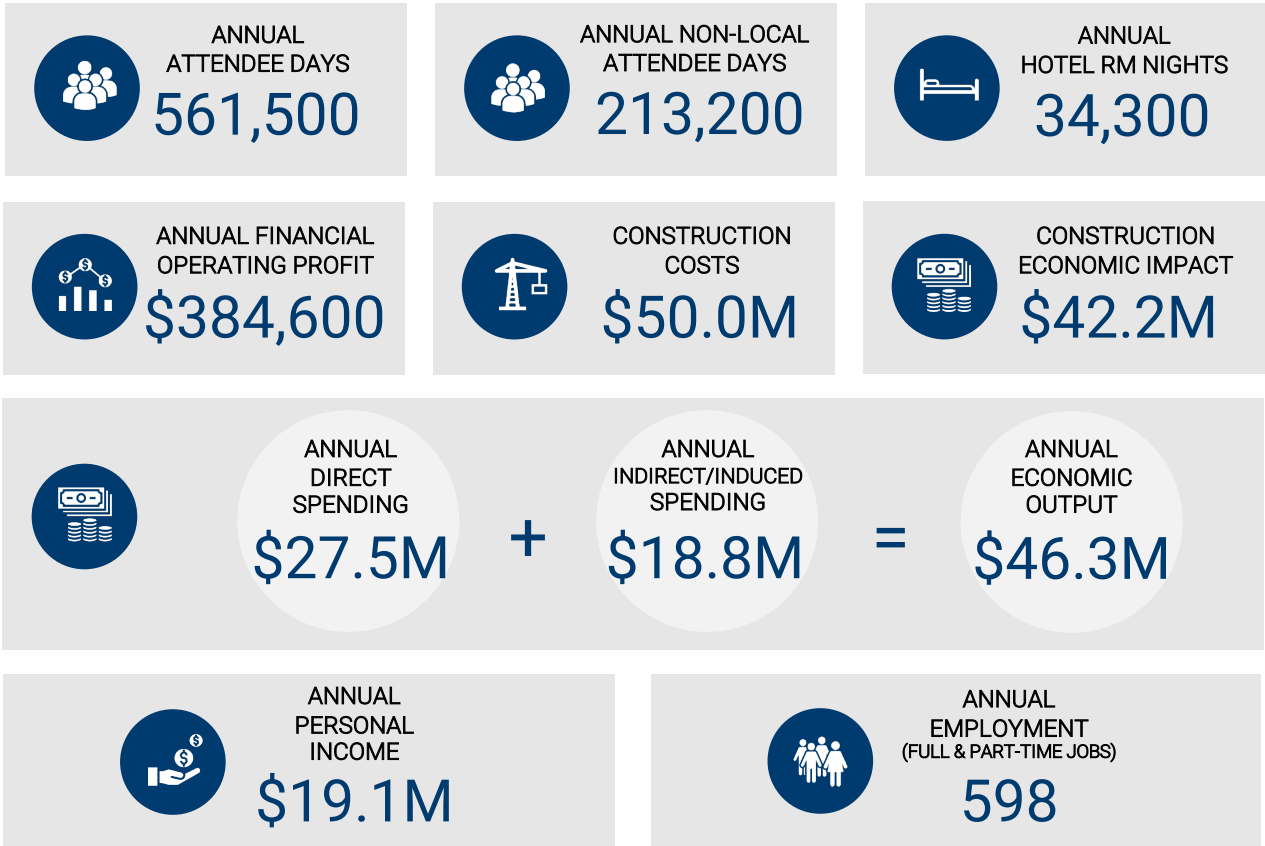 ANNUAL
ATTENDEE DAYS
561,500
ANNUAL NON-LOCAL
ATTENDEE DAYS
213,200
ANNUAL
HOTEL RM NIGHTS
34,300
ANNUAL FINANCIAL
OPERATING PROFIT
$384,600
CONSTRUCTION
COSTS
$50.0M
CONSTRUCTION
ECONOMIC IMPACT
$42.2M
ANNUAL
DIRECT
SPENDING
$27.5M
+
ANNUAL
INDIRECT/INDUCED
SPENDING
$18.8M
=
ANNUAL
ECONOMIC
OUTPUT
$46.3M
ANNUAL
PERSONAL
INCOME
$19.1M
ANNUAL
EMPLOYMENT
(FULL & PART-TIME JOBS)
598